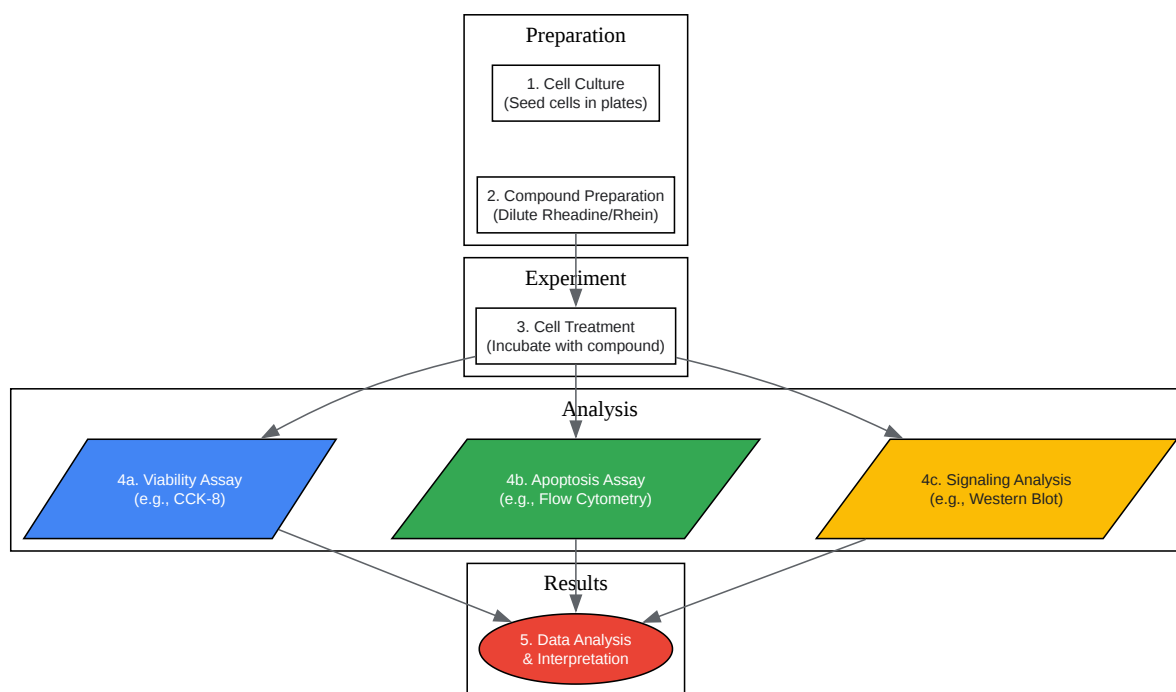 Preparation
1. Cell Culture
(Seed cells in plates)
2. Compound Preparation
(Dilute Rheadine/Rhein)
Experiment
3. Cell Treatment
(Incubate with compound)
Analysis
4a. Viability Assay
(e.g., CCK-8)
4b. Apoptosis Assay
(e.g., Flow Cytometry)
4c. Signaling Analysis
(e.g., Western Blot)
Results
5. Data Analysis
& Interpretation